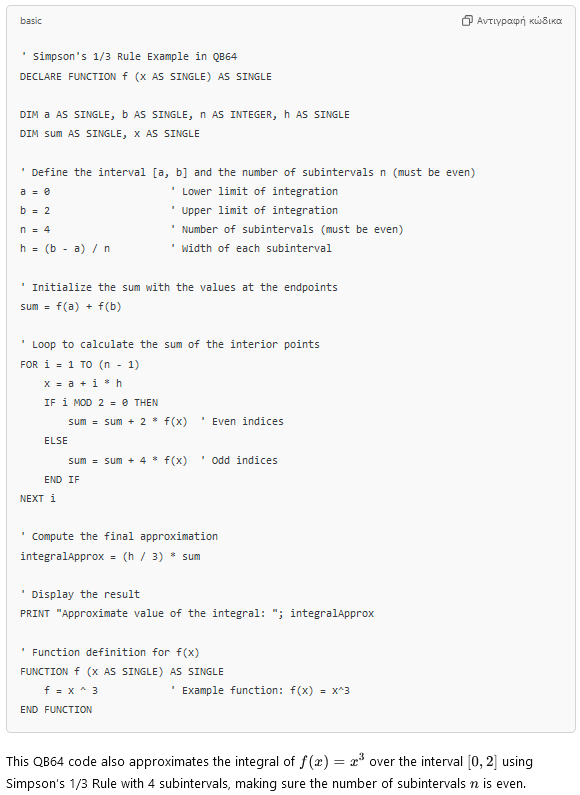 basic
Αντιγραφή κώδικα
' Simpson's 1/3 Rule Example in QB64
DECLARE FUNCTION f (x AS SINGLE) AS SINGLE
DIM a AS SINGLE, b AS SINGLE, n AS INTEGER, h AS SINGLE
DIM sum AS SINGLE, x AS SINGLE
' Define the interval [a, b] and the number of subintervals n (must be even)
a = 0 ' Lower limit of integration
b = 2 ' Upper limit of integration
n = 4 ' Number of subintervals (must be even)
h = (b - a) / n ' Width of each subinterval
' Initialize the sum with the values at the endpoints
sum = f(a) + f(b)
' Loop to calculate the sum of the interior points
FOR i = 1 TO (n - 1)
    x = a + i * h
    IF i MOD 2 = 0 THEN
        sum = sum + 2 * f(x) ' Even indices
    ELSE
        sum = sum + 4 * f(x) ' Odd indices
    END IF
NEXT i
' Compute the final approximation
integralApprox = (h / 3) * sum
' Display the result
PRINT "Approximate value of the integral: "; integralApprox
' Function definition for f(x)
FUNCTION f (x AS SINGLE) AS SINGLE
    f = x ^ 3 ' Example function: f(x) = x^3
END FUNCTION
This QB64 code also approximates the integral of f(x) = x³ over the interval [0, 2] using
Simpson's 1/3 Rule with 4 subintervals, making sure the number of subintervals n is even.